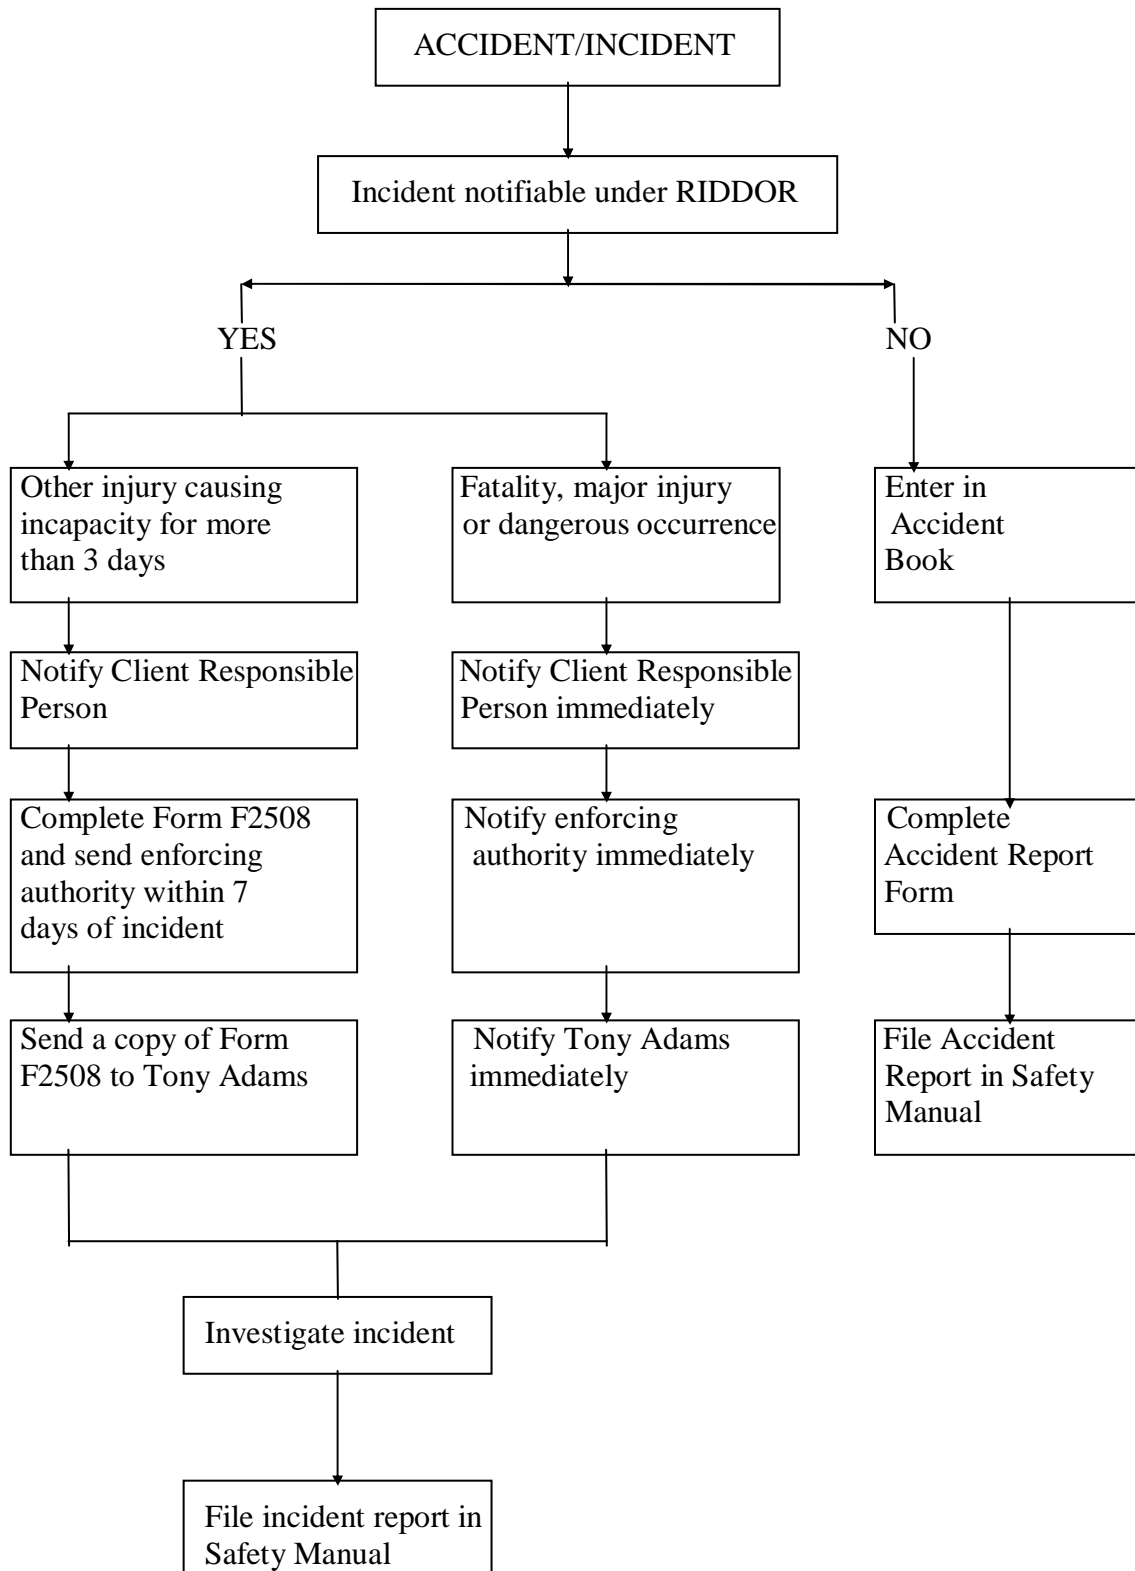 ACCIDENT/INCIDENT
Incident notifiable under RIDDOR
YES
NO
Other injury causing
incapacity for more
than 3 days
Fatality, major injury
or dangerous occurrence
Enter in
Accident
Book
Notify Client Responsible
Person
Notify Client Responsible
Person immediately
Complete Form F2508
and send enforcing
authority within 7
days of incident
Notify enforcing
authority immediately
Complete
Accident Report
Form
Send a copy of Form
F2508 to Tony Adams
Notify Tony Adams
immediately
File Accident
Report in Safety
Manual
Investigate incident
File incident report in
Safety Manual